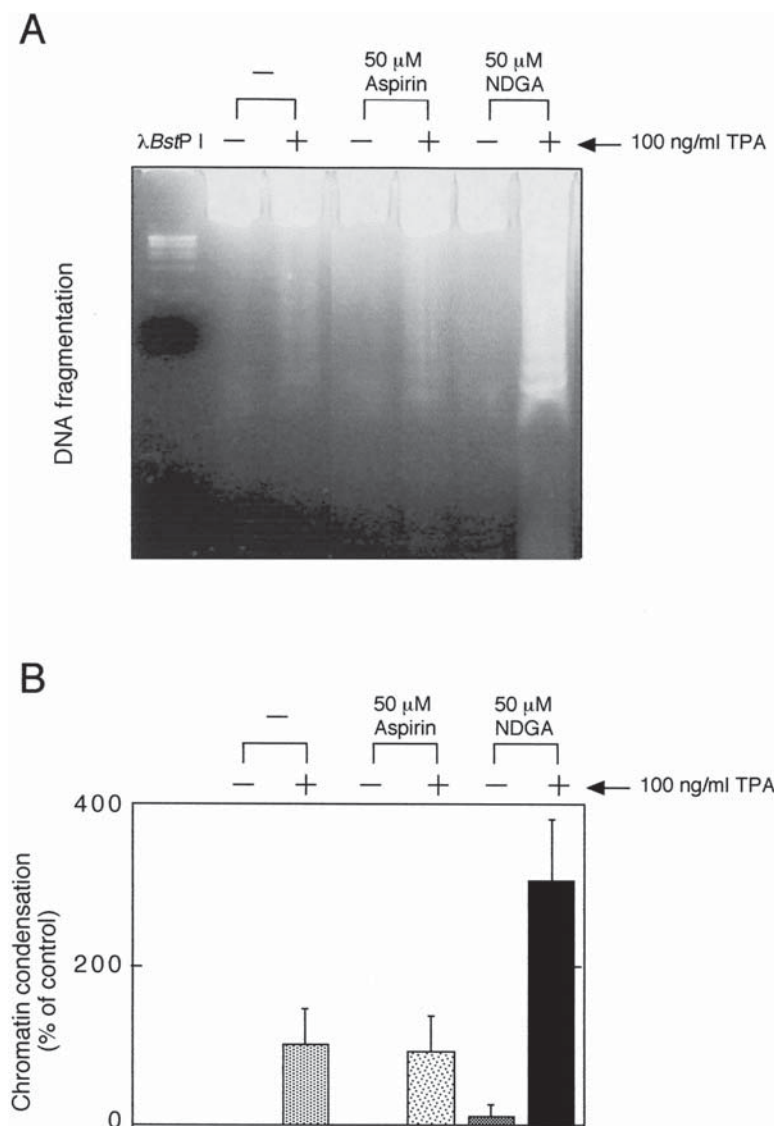 A
50 μM 50 μM
— Aspirin NDGA
λBstP I — + — + — + ← 100 ng/ml TPA
DNA fragmentation
B
50 μM 50 μM
— Aspirin NDGA
— + — + — + ← 100 ng/ml TPA
Chromatin condensation
(% of control)
400
200
0